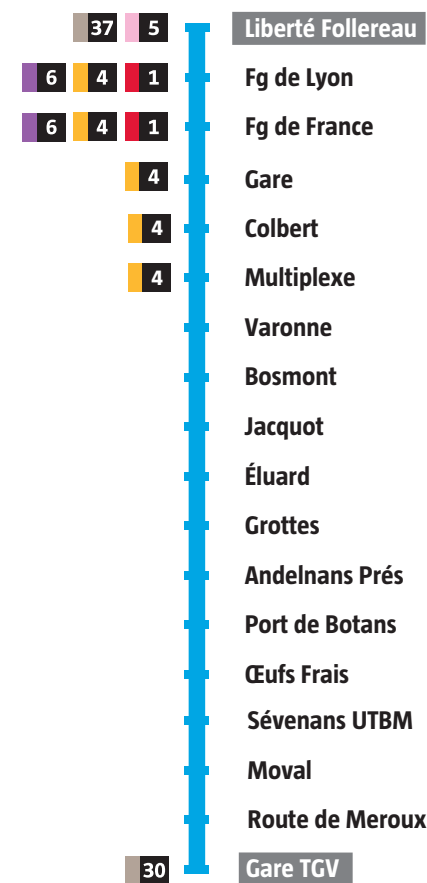 37 5 Liberté Follereau
6 4 1 Fg de Lyon
6 4 1 Fg de France
4 Gare
4 Colbert
4 Multiplexe
Varonne
Bosmont
Jacquot
Éluard
Grottes
Andelnans Prés
Port de Botans
Œufs Frais
Sévenans UTBM
Moval
Route de Meroux
30 Gare TGV